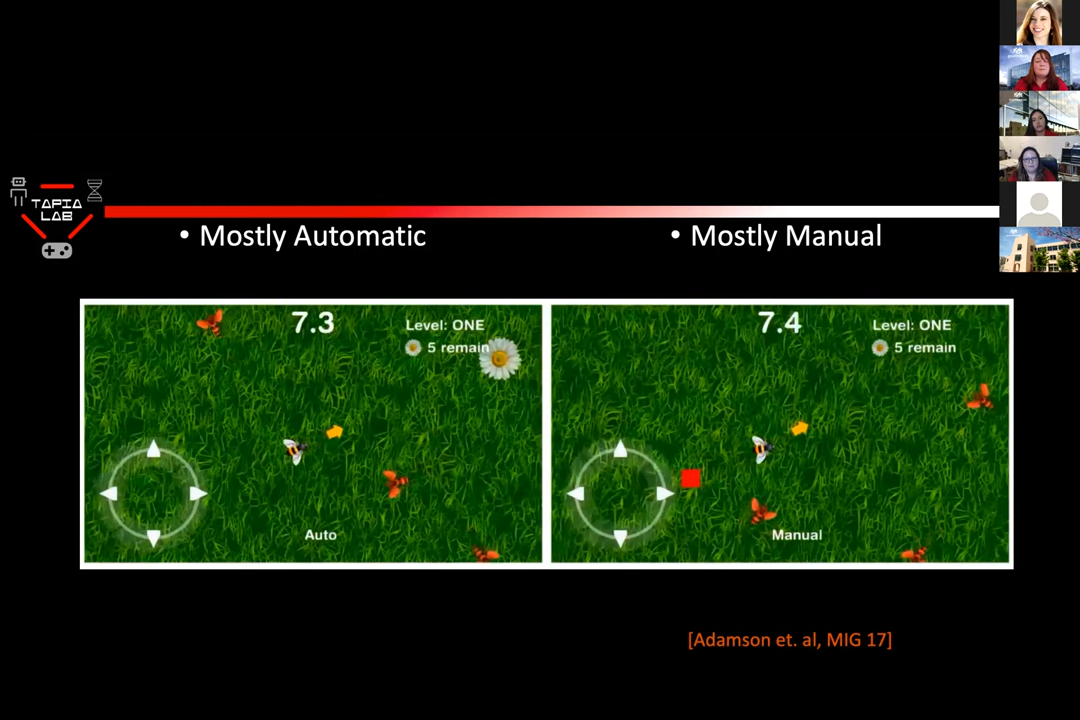 TAPIA
LAB
• Mostly Automatic
• Mostly Manual
7.3
Level: ONE
5 remain
Auto
7.4
Level: ONE
5 remain
Manual
[Adamson et. al, MIG 17]